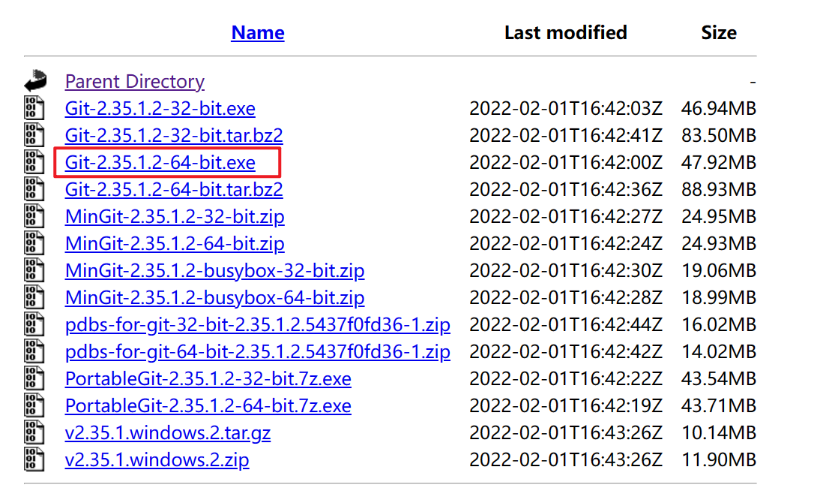 Name Last modified Size
Parent Directory -
Git-2.35.1.2-32-bit.exe 2022-02-01T16:42:03Z 46.94MB
Git-2.35.1.2-32-bit.tar.bz2 2022-02-01T16:42:41Z 83.50MB
Git-2.35.1.2-64-bit.exe 2022-02-01T16:42:00Z 47.92MB
Git-2.35.1.2-64-bit.tar.bz2 2022-02-01T16:42:36Z 88.93MB
MinGit-2.35.1.2-32-bit.zip 2022-02-01T16:42:27Z 24.95MB
MinGit-2.35.1.2-64-bit.zip 2022-02-01T16:42:24Z 24.93MB
MinGit-2.35.1.2-busybox-32-bit.zip 2022-02-01T16:42:30Z 19.06MB
MinGit-2.35.1.2-busybox-64-bit.zip 2022-02-01T16:42:28Z 18.99MB
pdbs-for-git-32-bit-2.35.1.2.5437f0fd36-1.zip 2022-02-01T16:42:44Z 16.02MB
pdbs-for-git-64-bit-2.35.1.2.5437f0fd36-1.zip 2022-02-01T16:42:42Z 14.02MB
PortableGit-2.35.1.2-32-bit.7z.exe 2022-02-01T16:42:22Z 43.54MB
PortableGit-2.35.1.2-64-bit.7z.exe 2022-02-01T16:42:19Z 43.71MB
v2.35.1.windows.2.tar.gz 2022-02-01T16:43:26Z 10.14MB
v2.35.1.windows.2.zip 2022-02-01T16:43:26Z 11.90MB